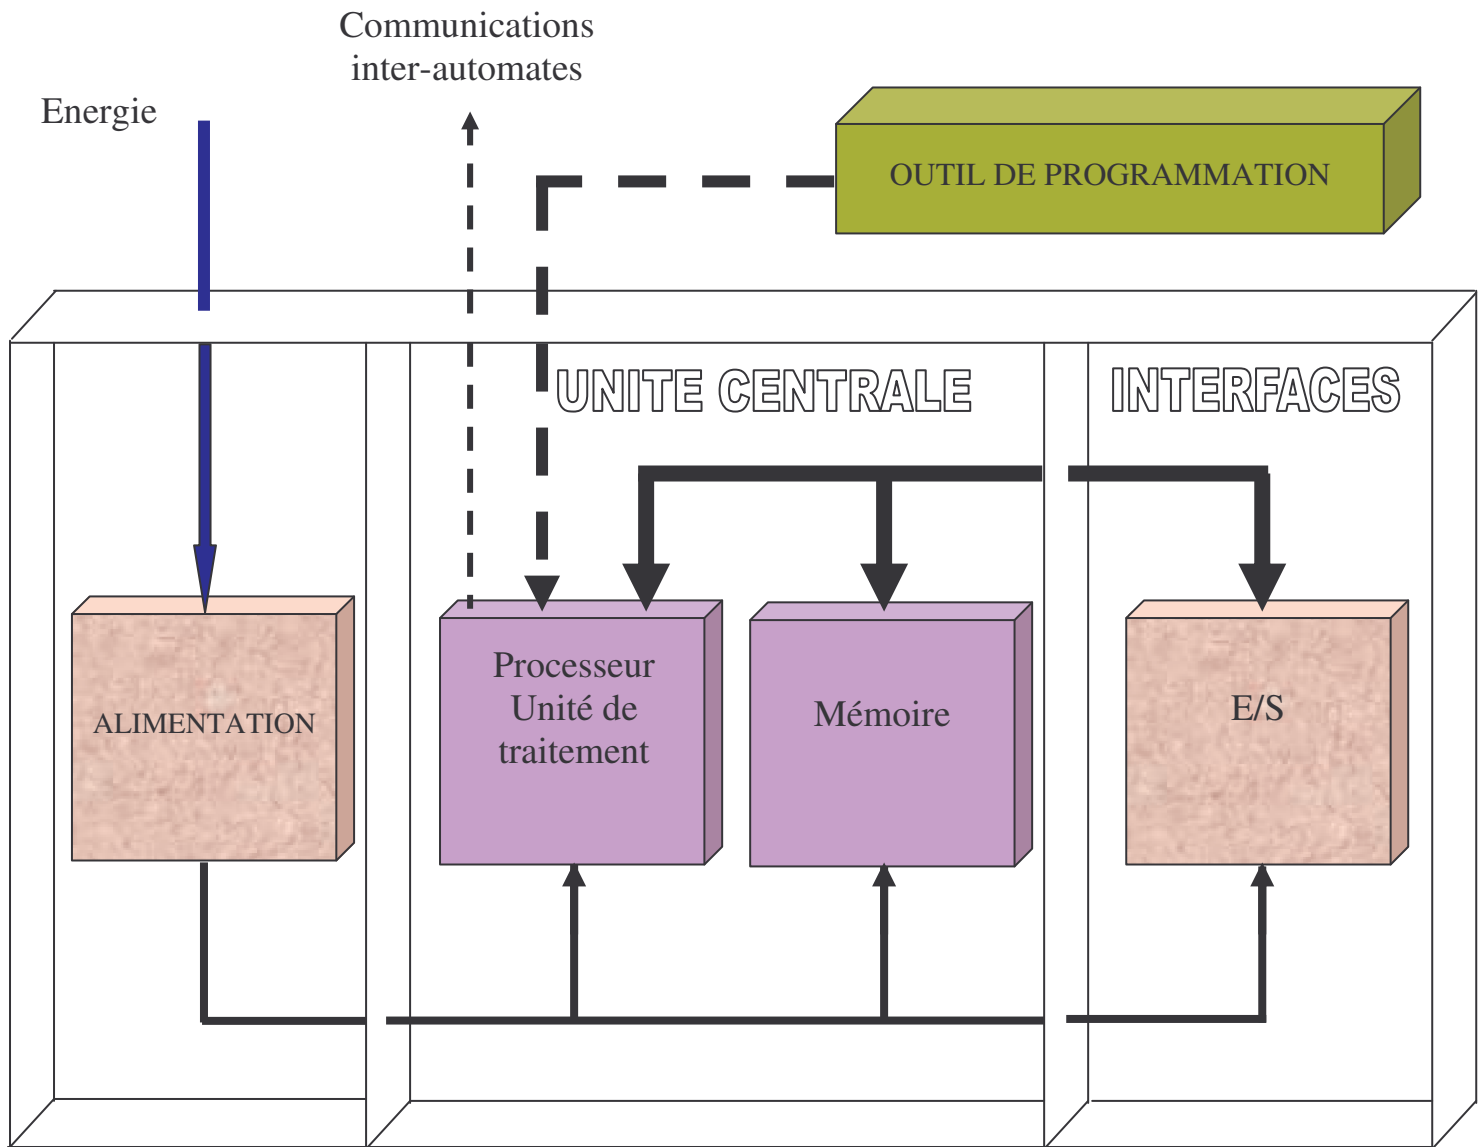 Communications
inter-automates
Energie
OUTIL DE PROGRAMMATION
UNITE CENTRALE
INTERFACES
ALIMENTATION
Processeur
Unité de
traitement
Mémoire
E/S